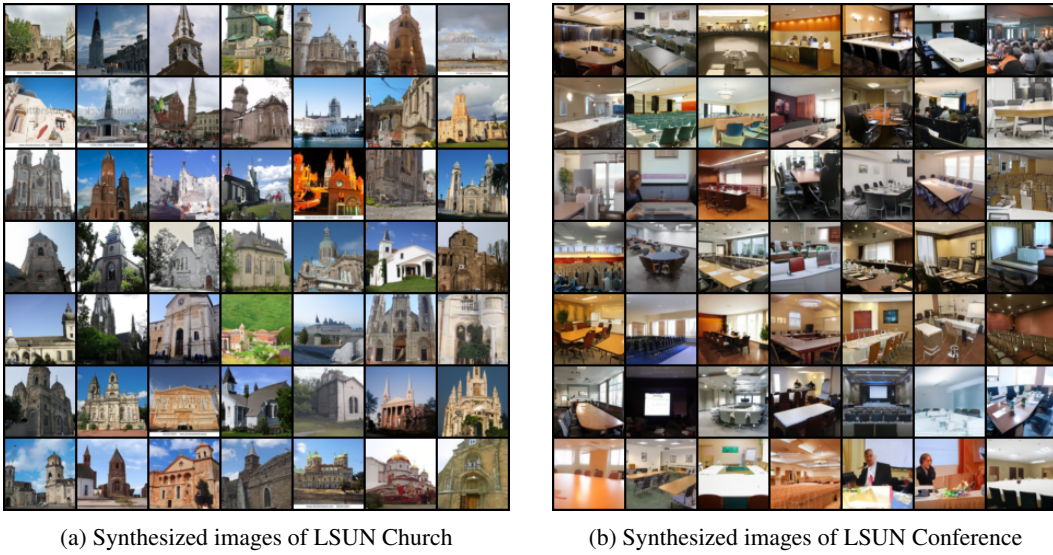 (a) Synthesized images of LSUN Church
(b) Synthesized images of LSUN Conference